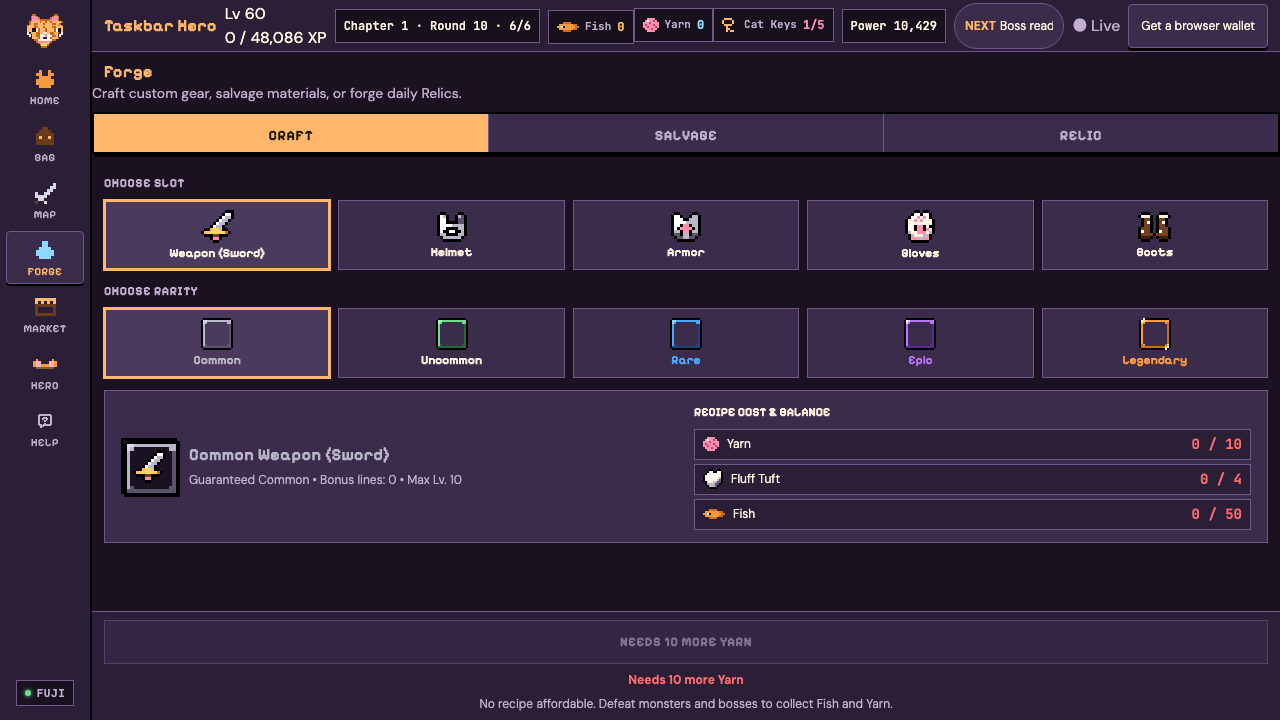 Taskbar Hero
Lv 60
0 / 48,086 XP
Chapter 1 · Round 10 · 6/6
Fish 0
Yarn 0
Cat Keys 1/5
Power 10,429
NEXT Boss read
Live
Get a browser wallet
HOME
BAG
MAP
FORGE
MARKET
HERO
HELP
FUJI
Forge
Craft custom gear, salvage materials, or forge daily Relics.
CRAFT
SALVAGE
RELIC
CHOOSE SLOT
Weapon (Sword)
Helmet
Armor
Gloves
Boots
CHOOSE RARITY
Common
Uncommon
Rare
Epic
Legendary
Common Weapon (Sword)
Guaranteed Common • Bonus lines: 0 • Max Lv. 10
RECIPE COST & BALANCE
Yarn 0 / 10
Fluff Tuft 0 / 4
Fish 0 / 50
NEEDS 10 MORE YARN
Needs 10 more Yarn
No recipe affordable. Defeat monsters and bosses to collect Fish and Yarn.